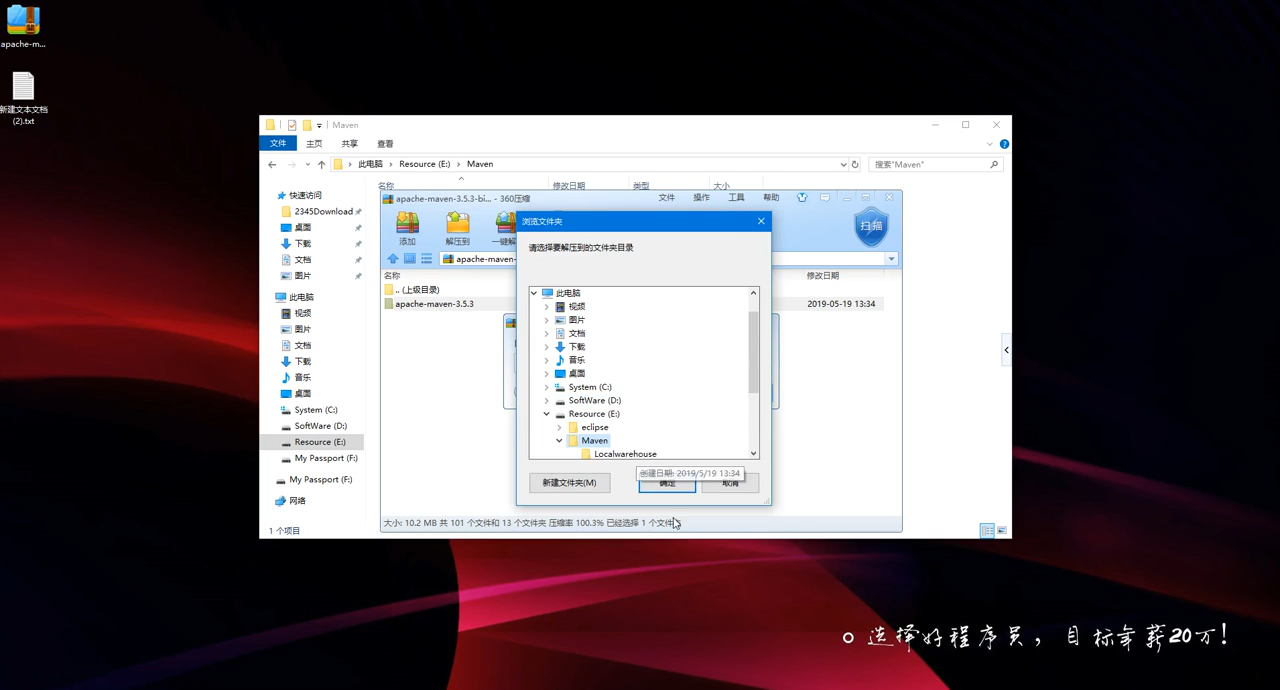 apache-m...
新建文本文档
(2).txt
Maven
文件
主页
共享
查看
此电脑
Resource (E:)
Maven
搜索"Maven"
名称
修改日期
类型
大小
快速访问
2345Download
桌面
下载
文档
图片
此电脑
视频
图片
文档
下载
音乐
桌面
System (C:)
SoftWare (D:)
Resource (E:)
My Passport (F:)
My Passport (F:)
网络
1 个项目
apache-maven-3.5.3-bi... - 360压缩
文件
操作
工具
帮助
添加
解压到
一键解
扫描
apache-maven-
名称
修改日期
.. (上级目录)
apache-maven-3.5.3
2019-05-19 13:34
浏览文件夹
请选择要解压到的文件夹目录
此电脑
视频
图片
文档
下载
音乐
桌面
System (C:)
SoftWare (D:)
Resource (E:)
eclipse
Maven
Localwarehouse
创建日期: 2019/5/19 13:34
新建文件夹(M)
确定
取消
大小: 10.2 MB 共 101 个文件和 13 个文件夹 压缩率 100.3% 已经选择 1 个文件
选择好程序员，目标年薪20万！